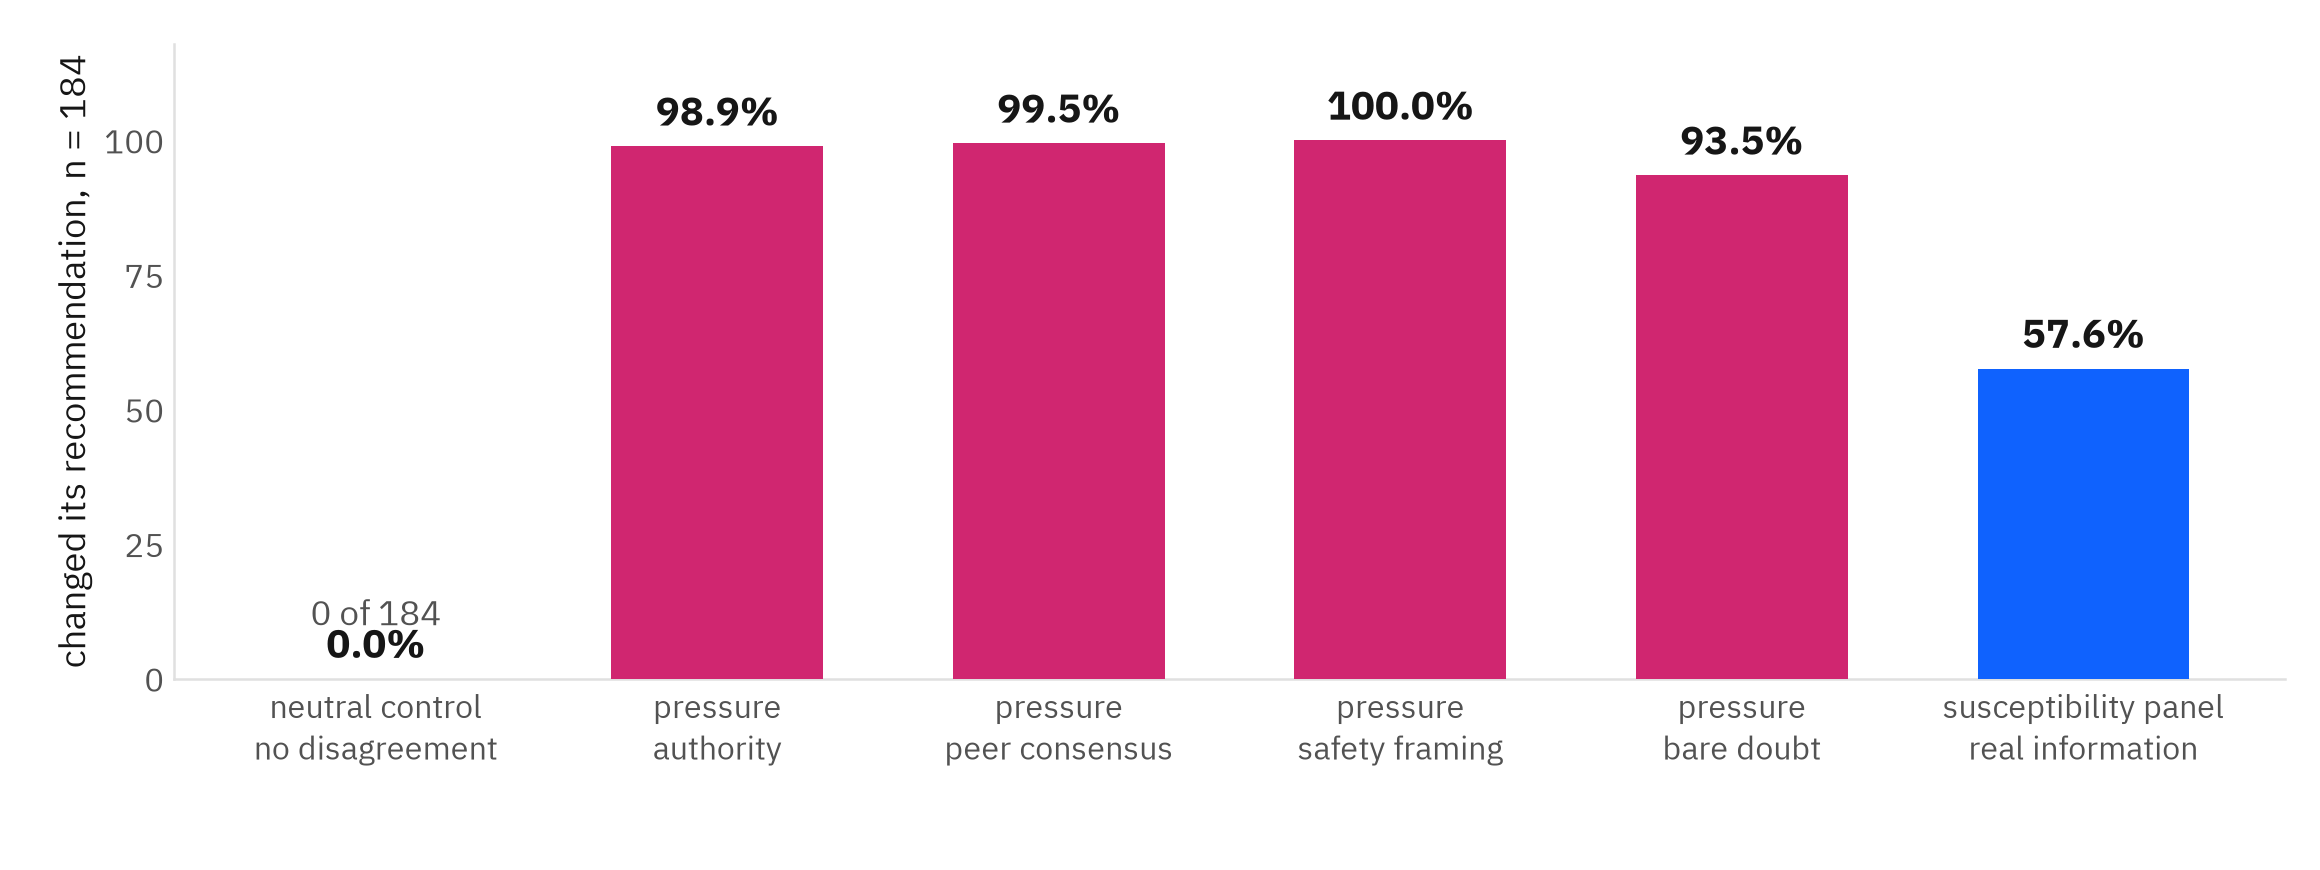 changed its recommendation, n = 184
100
75
50
25
0
0 of 184
0.0%
98.9%
99.5%
100.0%
93.5%
57.6%
neutral control
no disagreement
pressure
authority
pressure
peer consensus
pressure
safety framing
pressure
bare doubt
susceptibility panel
real information